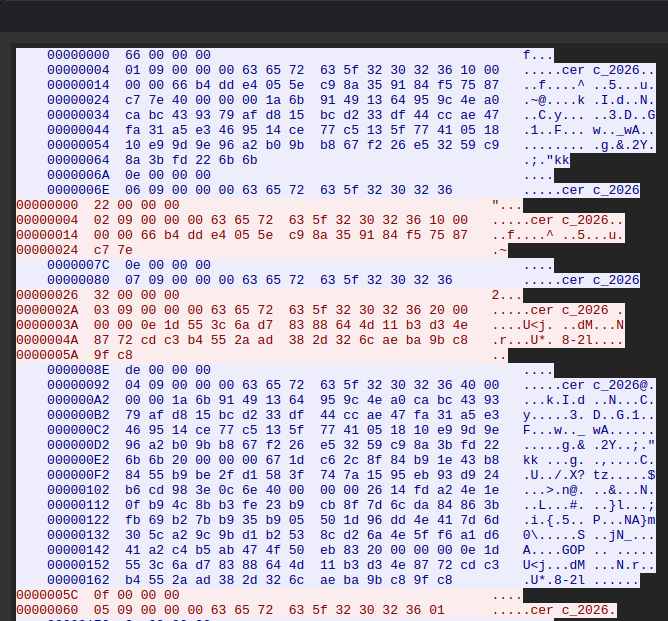 00000000 66 00 00 00 f...
00000004 01 09 00 00 00 63 65 72 63 5f 32 30 32 36 10 00 .....cer c_2026..
00000014 00 00 66 b4 dd e4 05 5e c9 8a 35 91 84 f5 75 87 ..f....^ ..5...u.
00000024 c7 7e 40 00 00 00 1a 6b 91 49 13 64 95 9c 4e a0 .~@....k .I.d..N.
00000034 ca bc 43 93 79 af d8 15 bc d2 33 df 44 cc ae 47 ..C.y... ..3.D..G
00000044 fa 31 a5 e3 46 95 14 ce 77 c5 13 5f 77 41 05 18 .1..F... w.._wA..
00000054 10 e9 9d 9e 96 a2 b0 9b b8 67 f2 26 e5 32 59 c9 ........ .g.&.2Y.
00000064 8a 3b fd 22 6b 6b .;."kk
0000006A 0e 00 00 00 ....
0000006E 06 09 00 00 00 63 65 72 63 5f 32 30 32 36 .....cer c_2026
00000000 22 00 00 00 "...
00000004 02 09 00 00 00 63 65 72 63 5f 32 30 32 36 10 00 .....cer c_2026..
00000014 00 00 66 b4 dd e4 05 5e c9 8a 35 91 84 f5 75 87 ..f....^ ..5...u.
00000024 c7 7e .~
0000007C 0e 00 00 00 ....
00000080 07 09 00 00 00 63 65 72 63 5f 32 30 32 36 .....cer c_2026
00000026 32 00 00 00 2...
0000002A 03 09 00 00 00 63 65 72 63 5f 32 30 32 36 20 00 .....cer c_2026 .
0000003A 00 00 0e 1d 55 3c 6a d7 83 88 64 4d 11 b3 d3 4e ....U<j. ..dM...N
0000004A 87 72 cd c3 b4 55 2a ad 38 2d 32 6c ae ba 9b c8 .r...U*. 8-2l....
0000005A 9f c8 ..
0000008E de 00 00 00 ....
00000092 04 09 00 00 00 63 65 72 63 5f 32 30 32 36 40 00 .....cer c_2026@.
000000A2 00 00 1a 6b 91 49 13 64 95 9c 4e a0 ca bc 43 93 ...k.I.d ..N...C.
000000B2 79 af d8 15 bc d2 33 df 44 cc ae 47 fa 31 a5 e3 y.....3. D..G.1..
000000C2 46 95 14 ce 77 c5 13 5f 77 41 05 18 10 e9 9d 9e F...w.._ wA......
000000D2 96 a2 b0 9b b8 67 f2 26 e5 32 59 c9 8a 3b fd 22 .....g.& .2Y..;."
000000E2 6b 6b 20 00 00 00 67 1d c6 2c 8f 84 b9 1e 43 b8 kk ...g. .,....C.
000000F2 84 55 b9 be 2f d1 58 3f 74 7a 15 95 eb 93 d9 24 .U../.X? tz.....$
00000102 b6 cd 98 3e 0c 6e 40 00 00 00 26 14 fd a2 4e 1e ...>.n@. ..&...N.
00000112 0f b9 4c 8b b3 fe 23 b9 cb 8f 7d 6c da 84 86 3b ..L...#. ..}l...;
00000122 fb 69 b2 7b b9 35 b9 05 50 1d 96 dd 4e 41 7d 6d .i.{.5.. P...NA}m
00000132 30 5c a2 9c 9b d1 b2 53 8c d2 6a 4e 5f f6 a1 d6 0\.....S ..jN_...
00000142 41 a2 c4 b5 ab 47 4f 50 eb 83 20 00 00 00 0e 1d A....GOP .. .....
00000152 55 3c 6a d7 83 88 64 4d 11 b3 d3 4e 87 72 cd c3 U<j...dM ...N.r..
00000162 b4 55 2a ad 38 2d 32 6c ae ba 9b c8 9f c8 .U*.8-2l ......
0000005C 0f 00 00 00 ....
00000060 05 09 00 00 00 63 65 72 63 5f 32 30 32 36 01 .....cer c_2026.